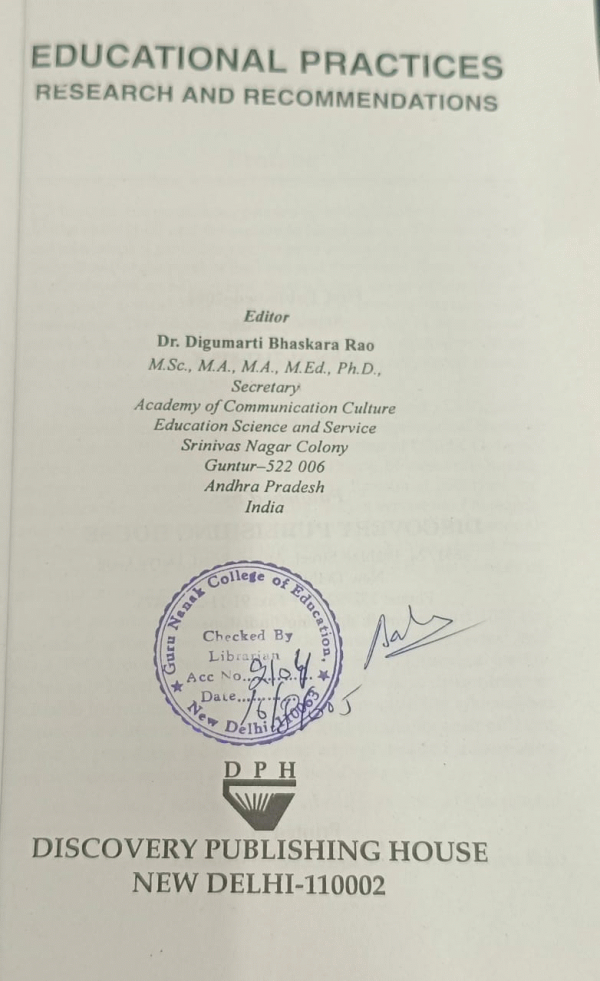 EDUCATIONAL PRACTICES
RESEARCH AND RECOMMENDATIONS
Editor
Dr. Digumarti Bhaskara Rao
M.Sc., M.A., M.A., M.Ed., Ph.D.,
Secretary
Academy of Communication Culture
Education Science and Service
Srinivas Nagar Colony
Guntur–522 006
Andhra Pradesh
India
Guru Nanak College of Education,
Checked By
Librarian
Acc No.
Date
New Delhi-110063
D P H
DISCOVERY PUBLISHING HOUSE
NEW DELHI-110002